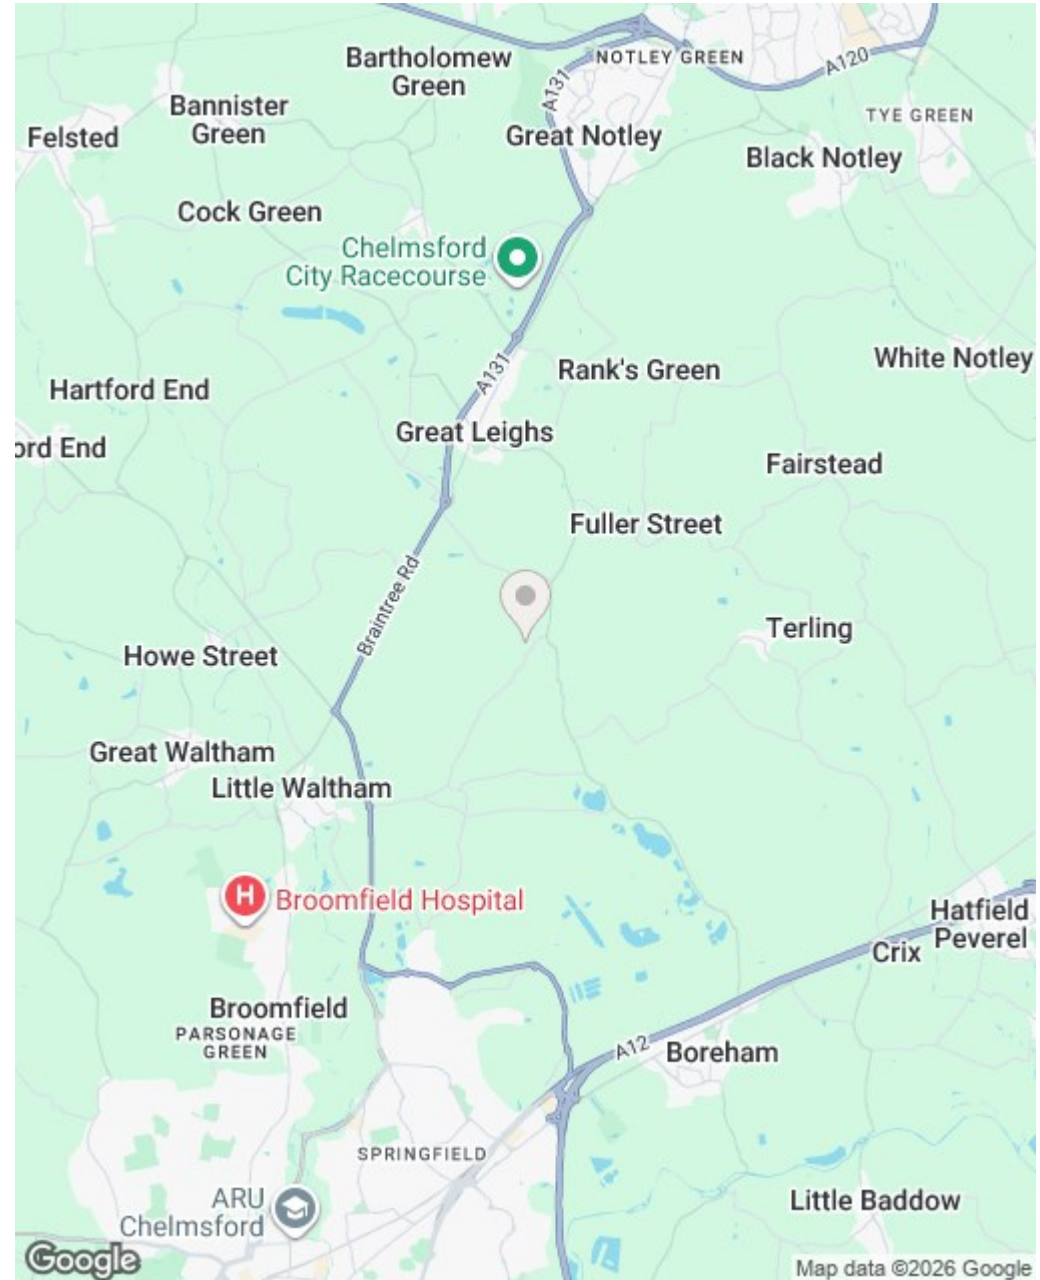 Bartholomew
Green
NOTLEY GREEN
A131
A120
Bannister
Green
TYE GREEN
Felsted
Great Notley
Black Notley
Cock Green
Chelmsford
City Racecourse
A131
Rank's Green
White Notley
Hartford End
Great Leighs
ord End
Fairstead
Fuller Street
Braintree Rd
Terling
Howe Street
Great Waltham
Little Waltham
H
Broomfield Hospital
Hatfield
Peverel
Crix
Broomfield
PARSONAGE
GREEN
A12
Boreham
SPRINGFIELD
ARU
Chelmsford
Little Baddow
Google
Map data ©2026 Google